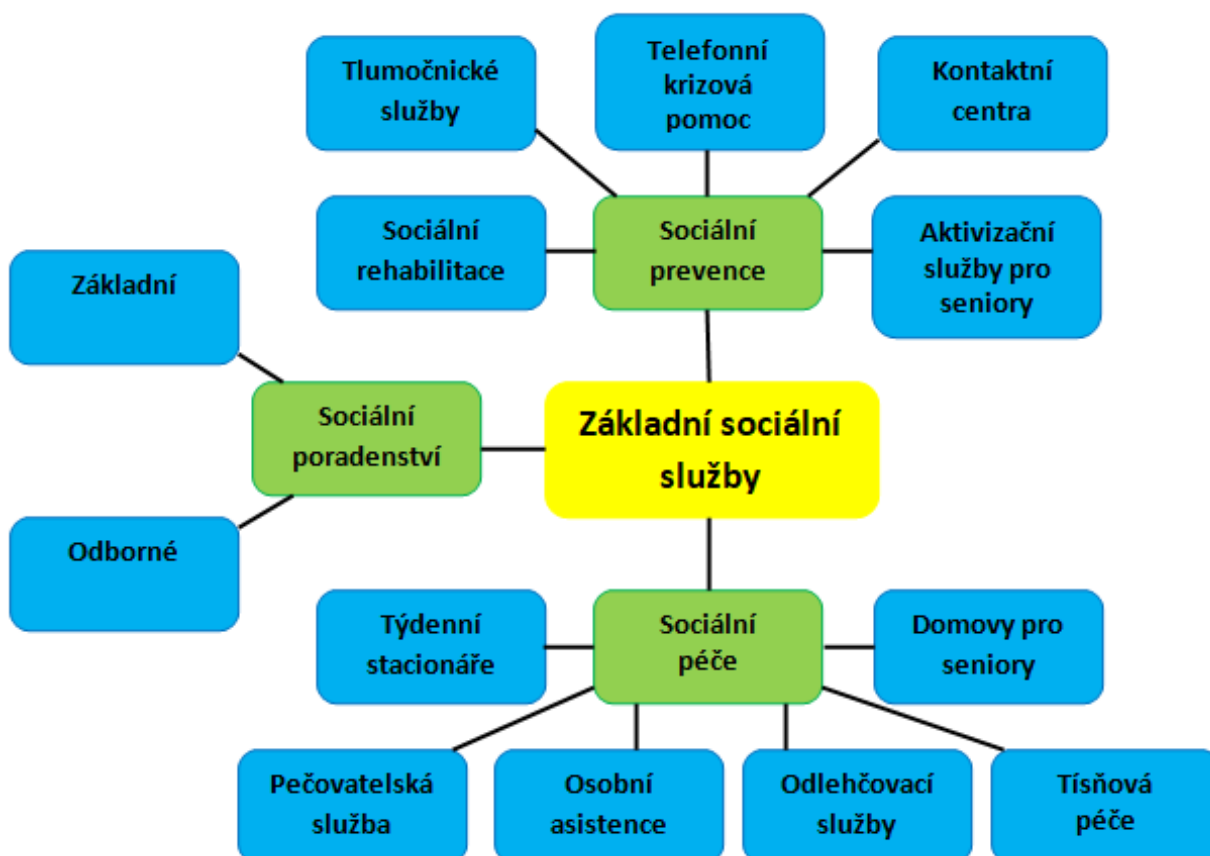 Tlumočnické
služby
Telefonní
krizová
pomoc
Kontaktní
centra
Sociální
rehabilitace
Sociální
prevence
Aktivizační
služby pro
seniory
Základní
Sociální
poradenství
Základní sociální
služby
Odborné
Týdenní
stacionáře
Sociální
péče
Domovy pro
seniory
Pečovatelská
služba
Osobní
asistence
Odlehčovací
služby
Tísňová
péče